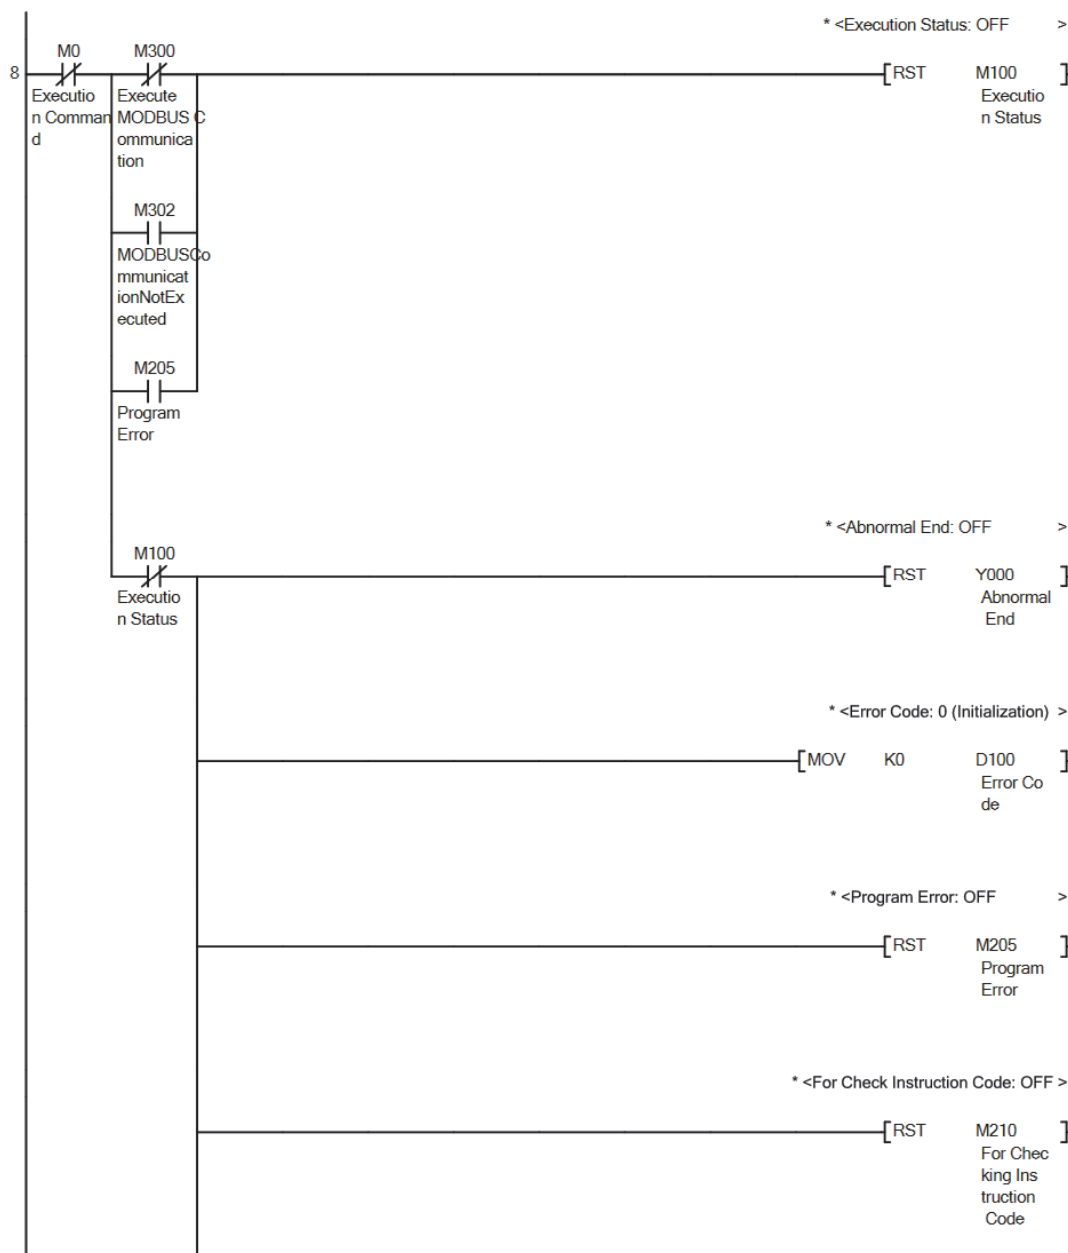 * <Execution Status: OFF >
M0 M300
8 [RST M100 ]
Executio Execute Executio
n Comman MODBUS C n Status
d ommunica
tion
M302
MODBUSCo
mmunicat
ionNotEx
ecuted
M205
Program
Error
* <Abnormal End: OFF >
M100
[RST Y000 ]
Executio Abnormal
n Status End
* <Error Code: 0 (Initialization) >
[MOV K0 D100 ]
Error Co
de
* <Program Error: OFF >
[RST M205 ]
Program
Error
* <For Check Instruction Code: OFF >
[RST M210 ]
For Chec
king Ins
truction
Code